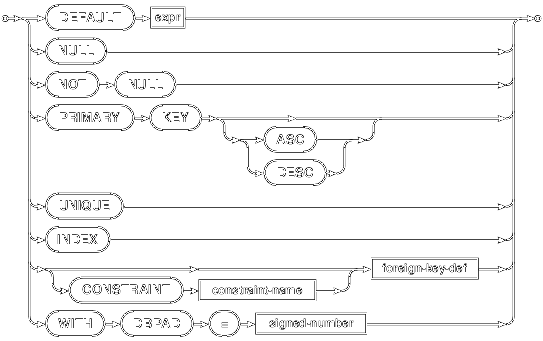 DEFAULT expr
NULL
NOT NULL
PRIMARY KEY
ASC
DESC
UNIQUE
INDEX
foreign-key-def
CONSTRAINT constraint-name
WITH DBPAD = signed-number